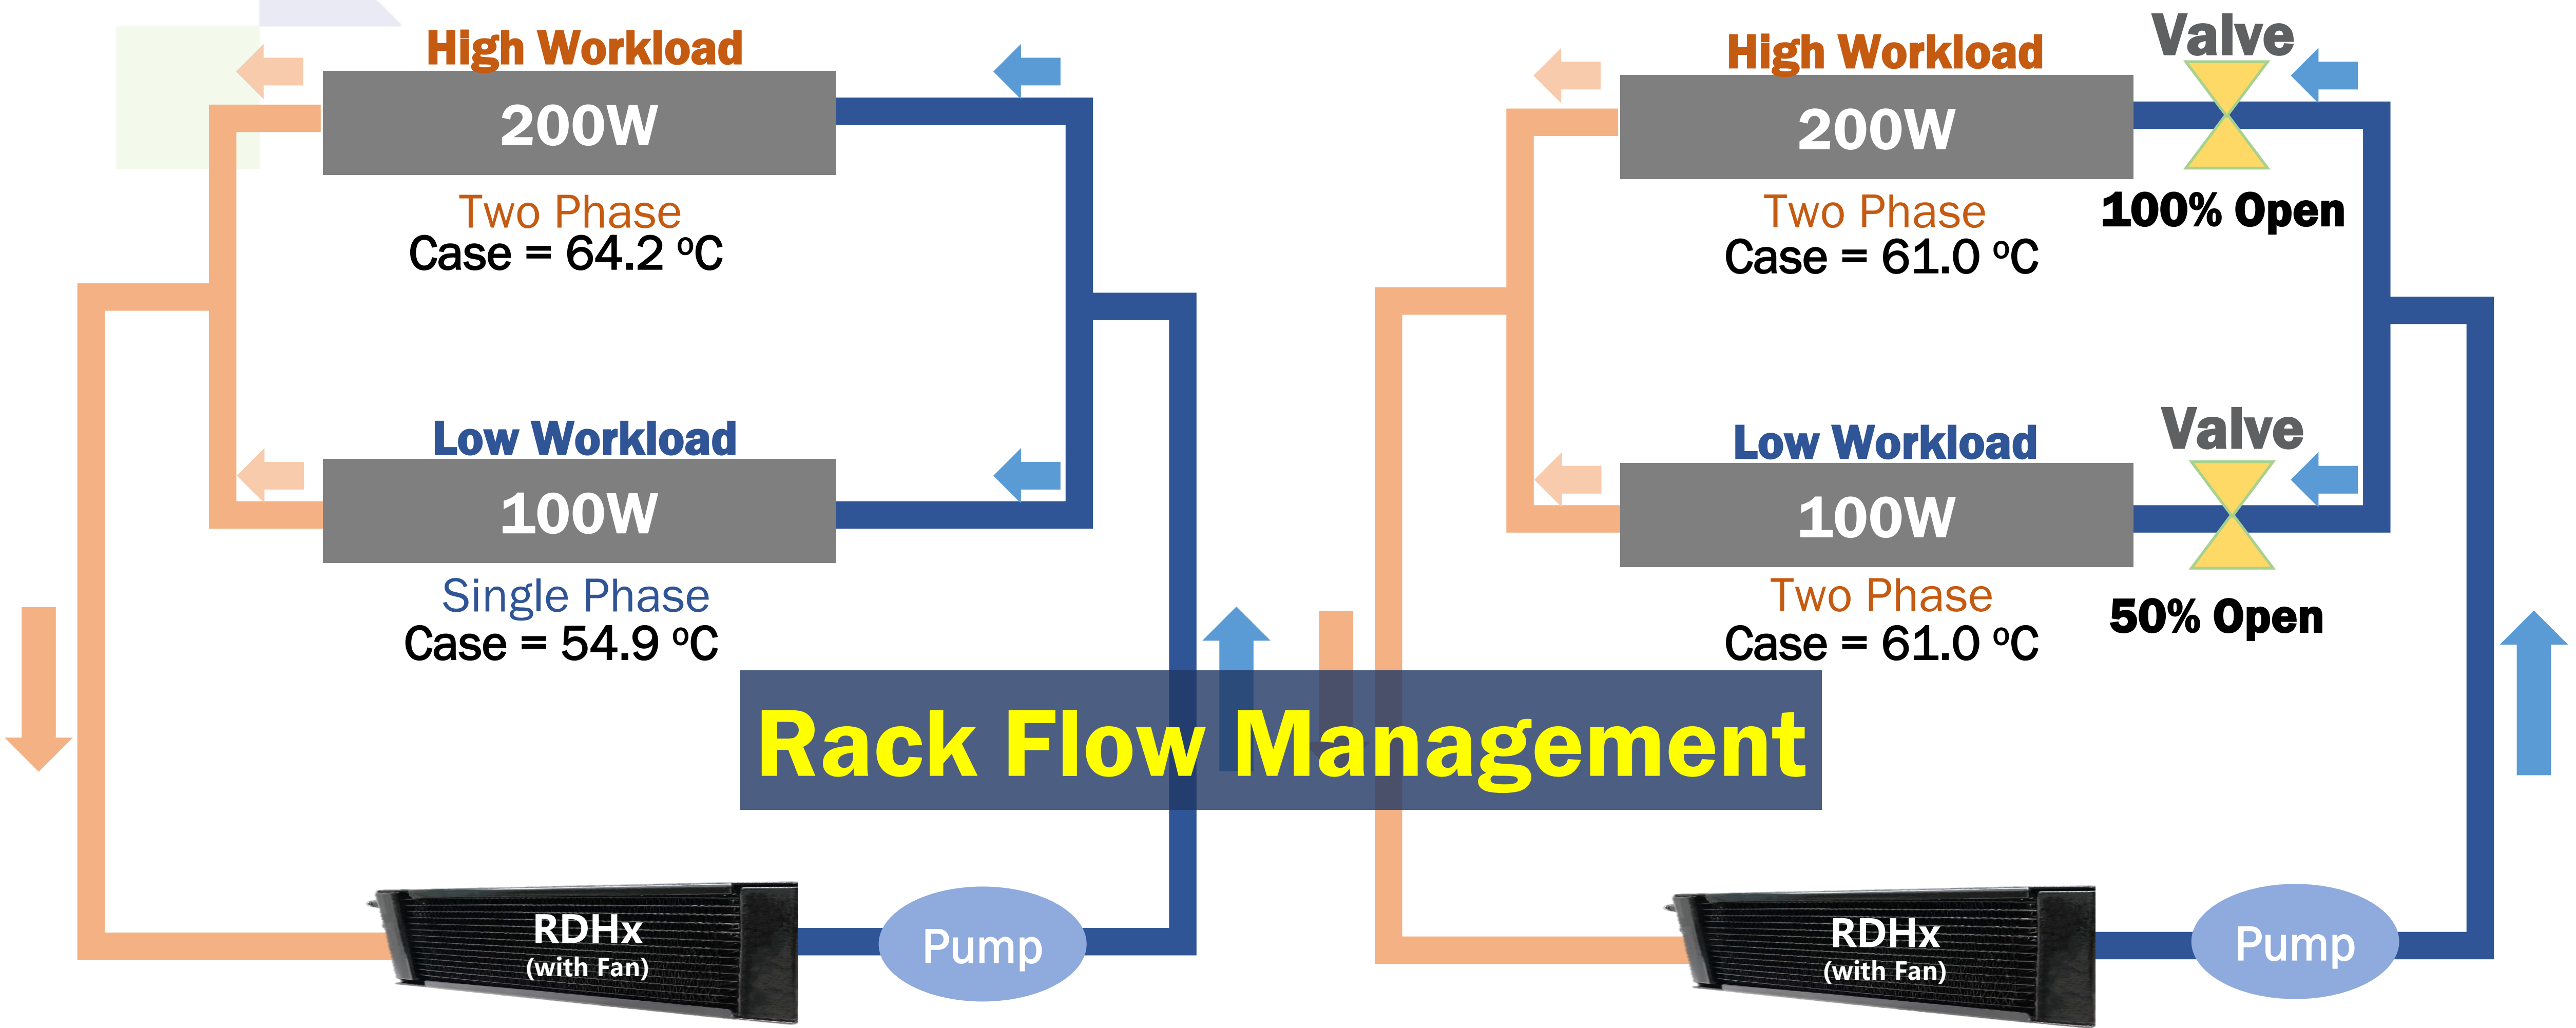 High Workload
200W
Two Phase
Case = 64.2 ºC
Low Workload
100W
Single Phase
Case = 54.9 ºC
RDHx
(with Fan)
Pump
Rack Flow Management
High Workload
200W
Two Phase
Case = 61.0 ºC
Valve
100% Open
Low Workload
100W
Two Phase
Case = 61.0 ºC
Valve
50% Open
RDHx
(with Fan)
Pump